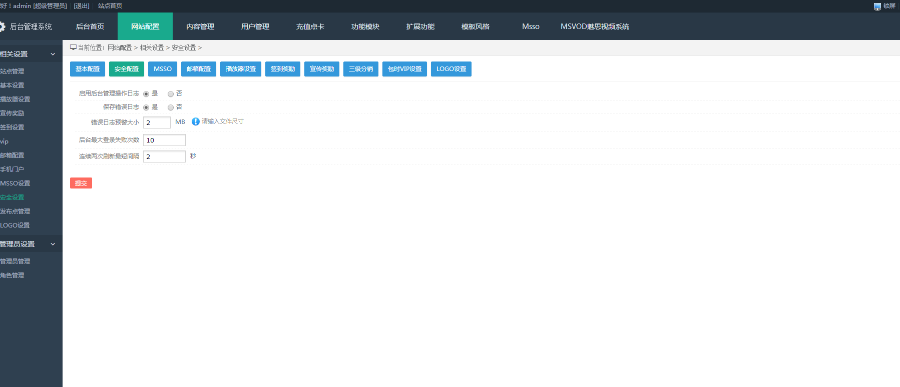 好！admin [超级管理员] [退出] 站点首页 锁屏
后台管理系统 后台首页 网站配置 内容管理 用户管理 充值点卡 功能模块 扩展功能 模板风格 Msso MSVOD魅思视频系统
当前位置：网站配置 > 相关设置 > 安全设置 >
基本配置 安全配置 MSSO 邮箱配置 播放器设置 签到奖励 宣传奖励 三级分销 包时VIP设置 LOGO设置
启用后台管理操作日志 是 否
保存错误日志 是 否
错误日志预警大小 2 MB 请输入文件尺寸
后台最大登录失败次数 10
连续两次刷新最短间隔 2 秒
提交
相关设置
站点管理
基本设置
播放器设置
宣传奖励
签到设置
vip
邮箱配置
手机门户
MSSO设置
安全设置
发布点管理
LOGO设置
管理员设置
管理员管理
角色管理